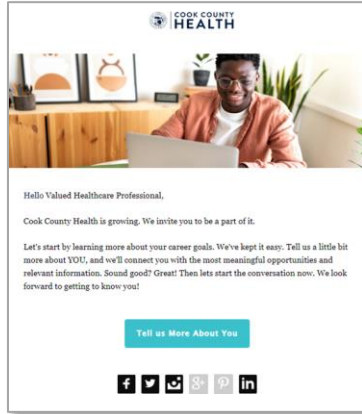 COOK COUNTY
HEALTH
Hello Valued Healthcare Professional,
Cook County Health is growing. We invite you to be a part of it.
Let's start by learning more about your career goals. We've kept it easy. Tell us a little bit
more about YOU, and we'll connect you with the most meaningful opportunities and
relevant information. Sound good? Great! Then lets start the conversation now. We look
forward to getting to know you!
Tell us More About You